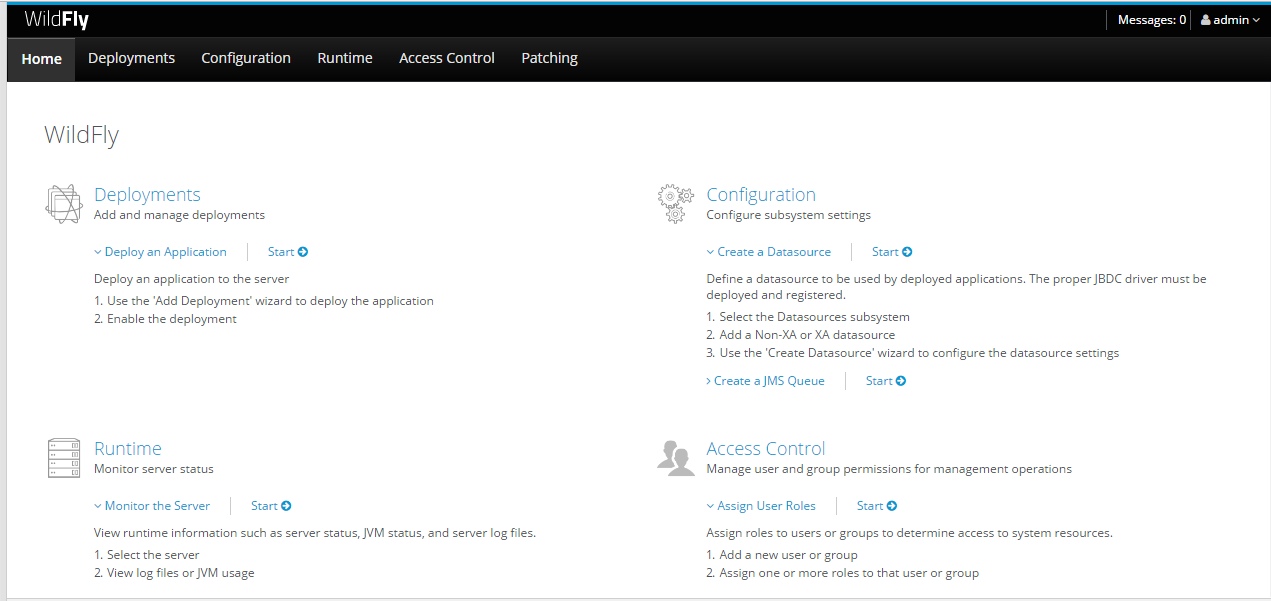 WildFly
Messages: 0 admin
Home Deployments Configuration Runtime Access Control Patching
WildFly
Deployments
Add and manage deployments
Deploy an Application Start
Deploy an application to the server
1. Use the 'Add Deployment' wizard to deploy the application
2. Enable the deployment
Configuration
Configure subsystem settings
Create a Datasource Start
Define a datasource to be used by deployed applications. The proper JBDC driver must be
deployed and registered.
1. Select the Datasources subsystem
2. Add a Non-XA or XA datasource
3. Use the 'Create Datasource' wizard to configure the datasource settings
Create a JMS Queue Start
Runtime
Monitor server status
Monitor the Server Start
View runtime information such as server status, JVM status, and server log files.
1. Select the server
2. View log files or JVM usage
Access Control
Manage user and group permissions for management operations
Assign User Roles Start
Assign roles to users or groups to determine access to system resources.
1. Add a new user or group
2. Assign one or more roles to that user or group